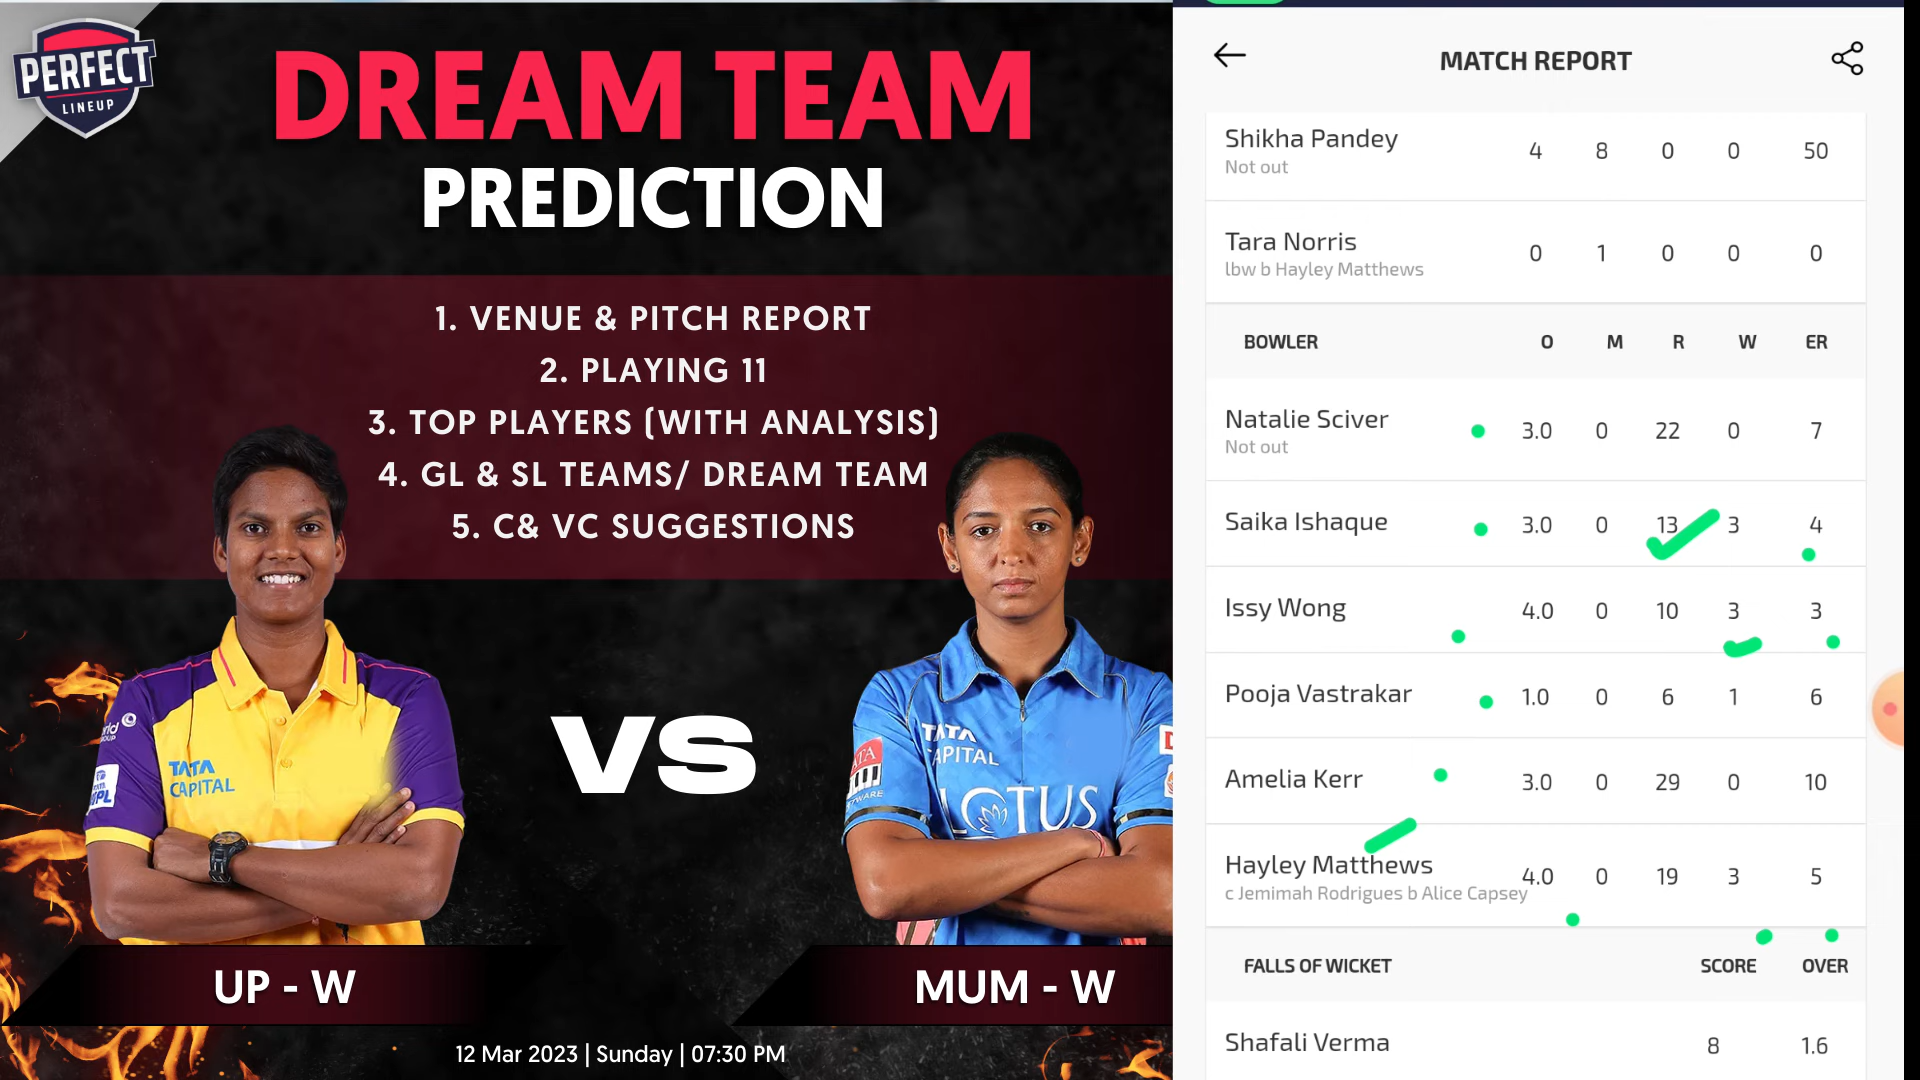 PERFECT
LINEUP
DREAM TEAM
PREDICTION
1. VENUE & PITCH REPORT
2. PLAYING 11
3. TOP PLAYERS (WITH ANALYSIS)
4. GL & SL TEAMS/ DREAM TEAM
5. C& VC SUGGESTIONS
TATA
CAPITAL
VS
TATA
CAPITAL
LOTUS
UP - W
MUM - W
12 Mar 2023 | Sunday | 07:30 PM
MATCH REPORT
Shikha Pandey 4 8 0 0 50
Not out
Tara Norris 0 1 0 0 0
lbw b Hayley Matthews
BOWLER O M R W ER
Natalie Sciver 3.0 0 22 0 7
Not out
Saika Ishaque 3.0 0 13 3 4
Issy Wong 4.0 0 10 3 3
Pooja Vastrakar 1.0 0 6 1 6
Amelia Kerr 3.0 0 29 0 10
Hayley Matthews 4.0 0 19 3 5
c Jemimah Rodrigues b Alice Capsey
FALLS OF WICKET SCORE OVER
Shafali Verma 8 1.6